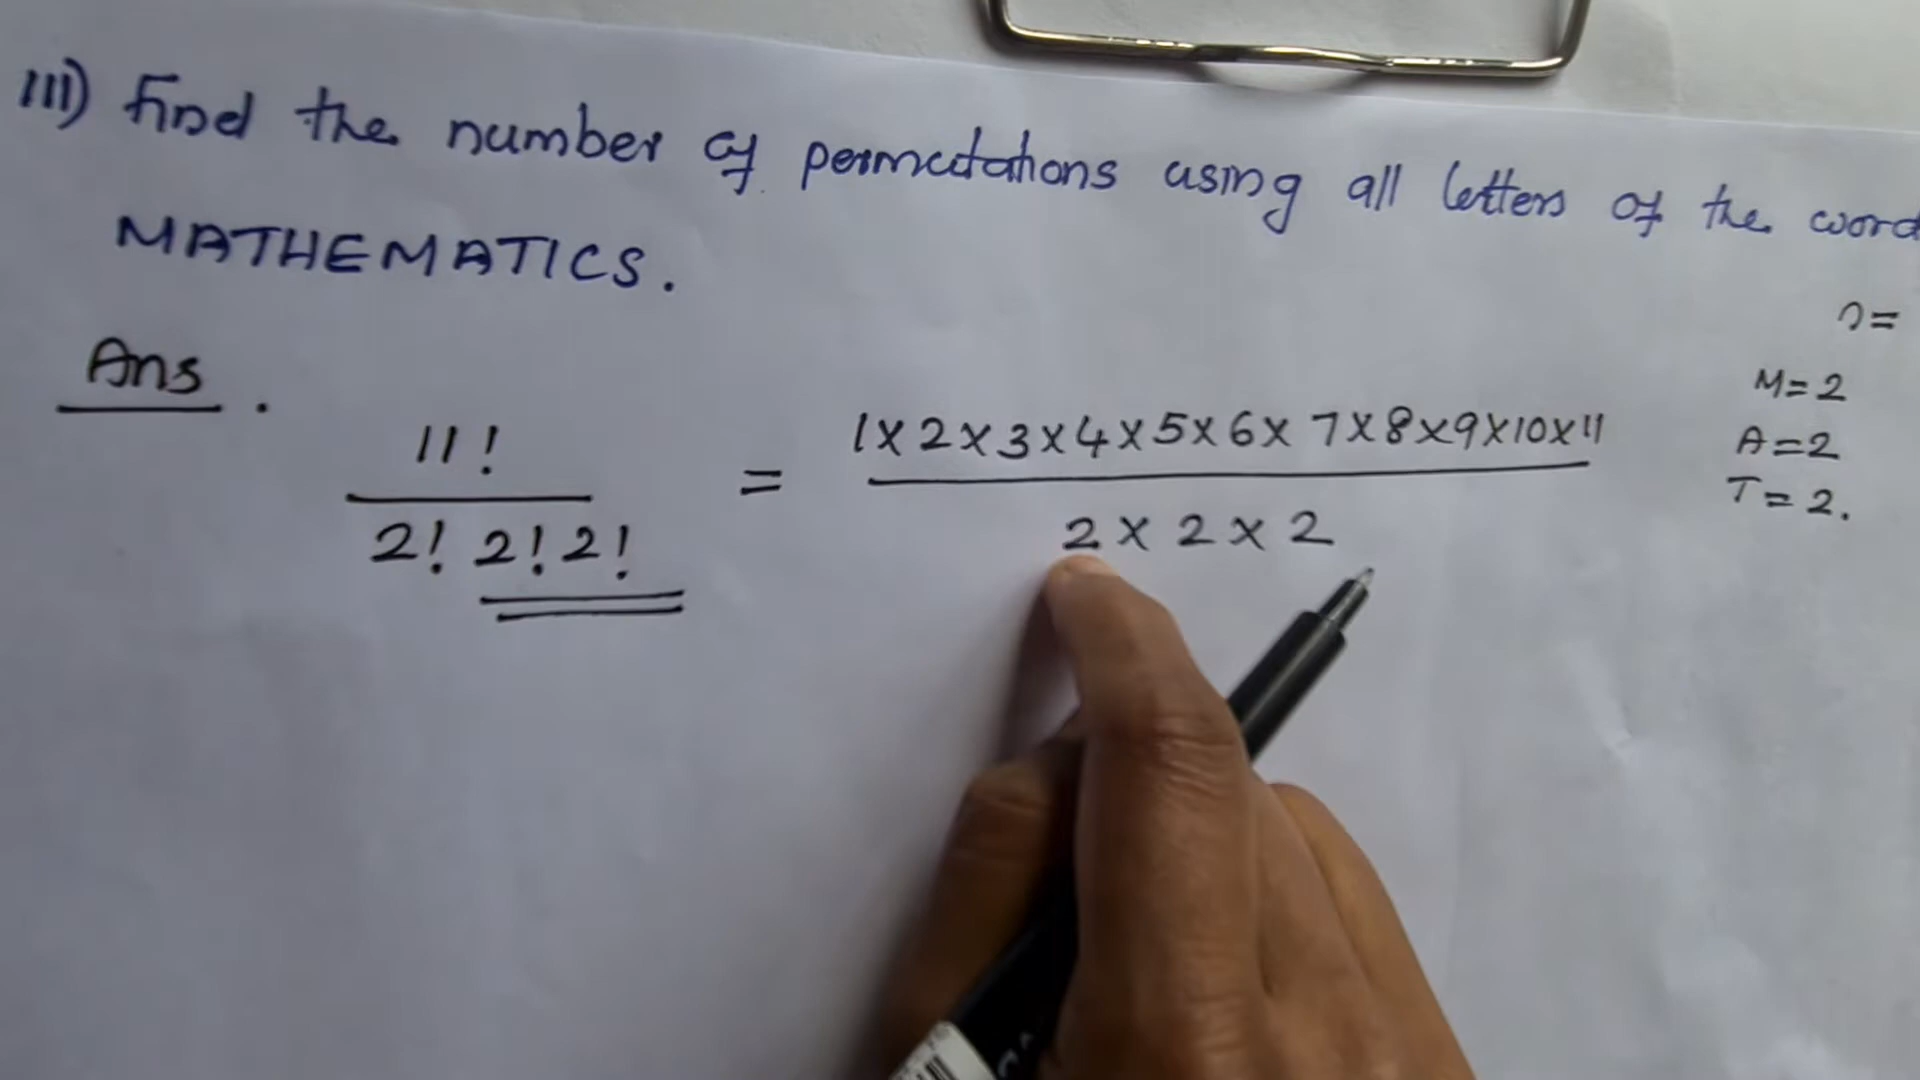 III) Find the number of permutations using all letters of the word
MATHEMATICS.
n=
Ans.
M=2
A=2
T=2.
11! / 2! 2! 2! = 1×2×3×4×5×6×7×8×9×10×11 / 2×2×2